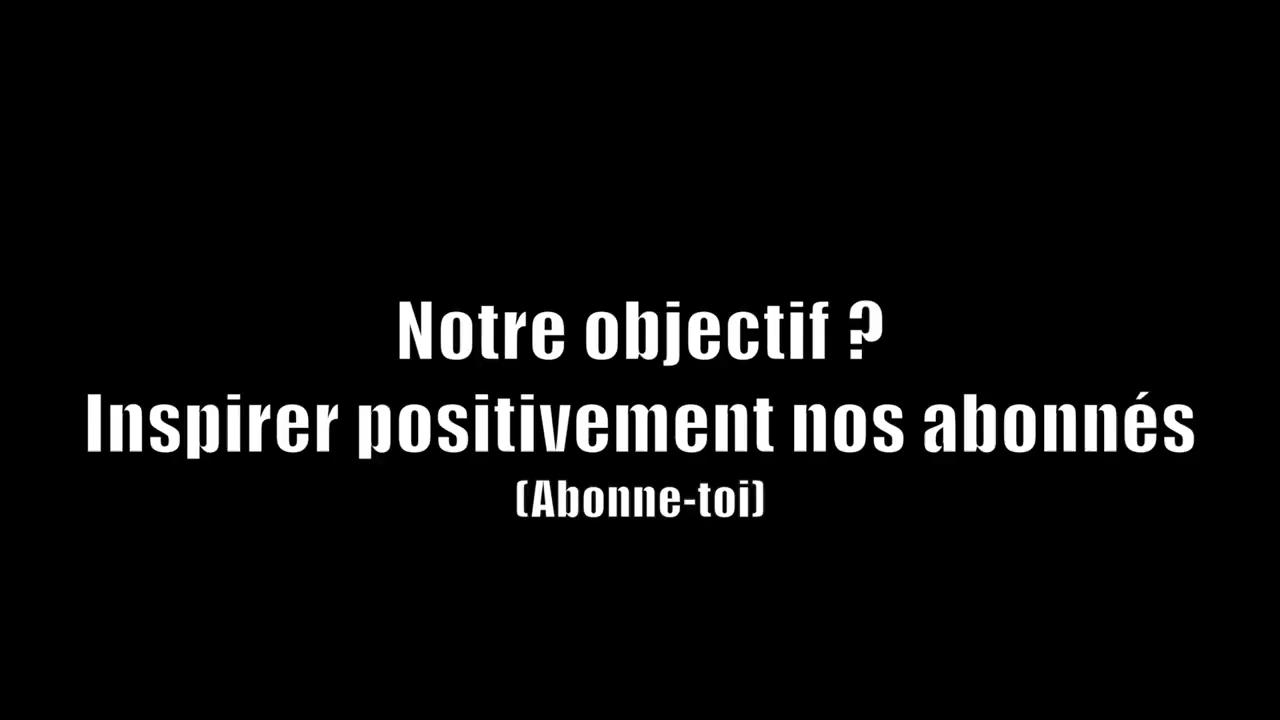 Notre objectif ?
Inspirer positivement nos abonnés
(Abonne-toi)